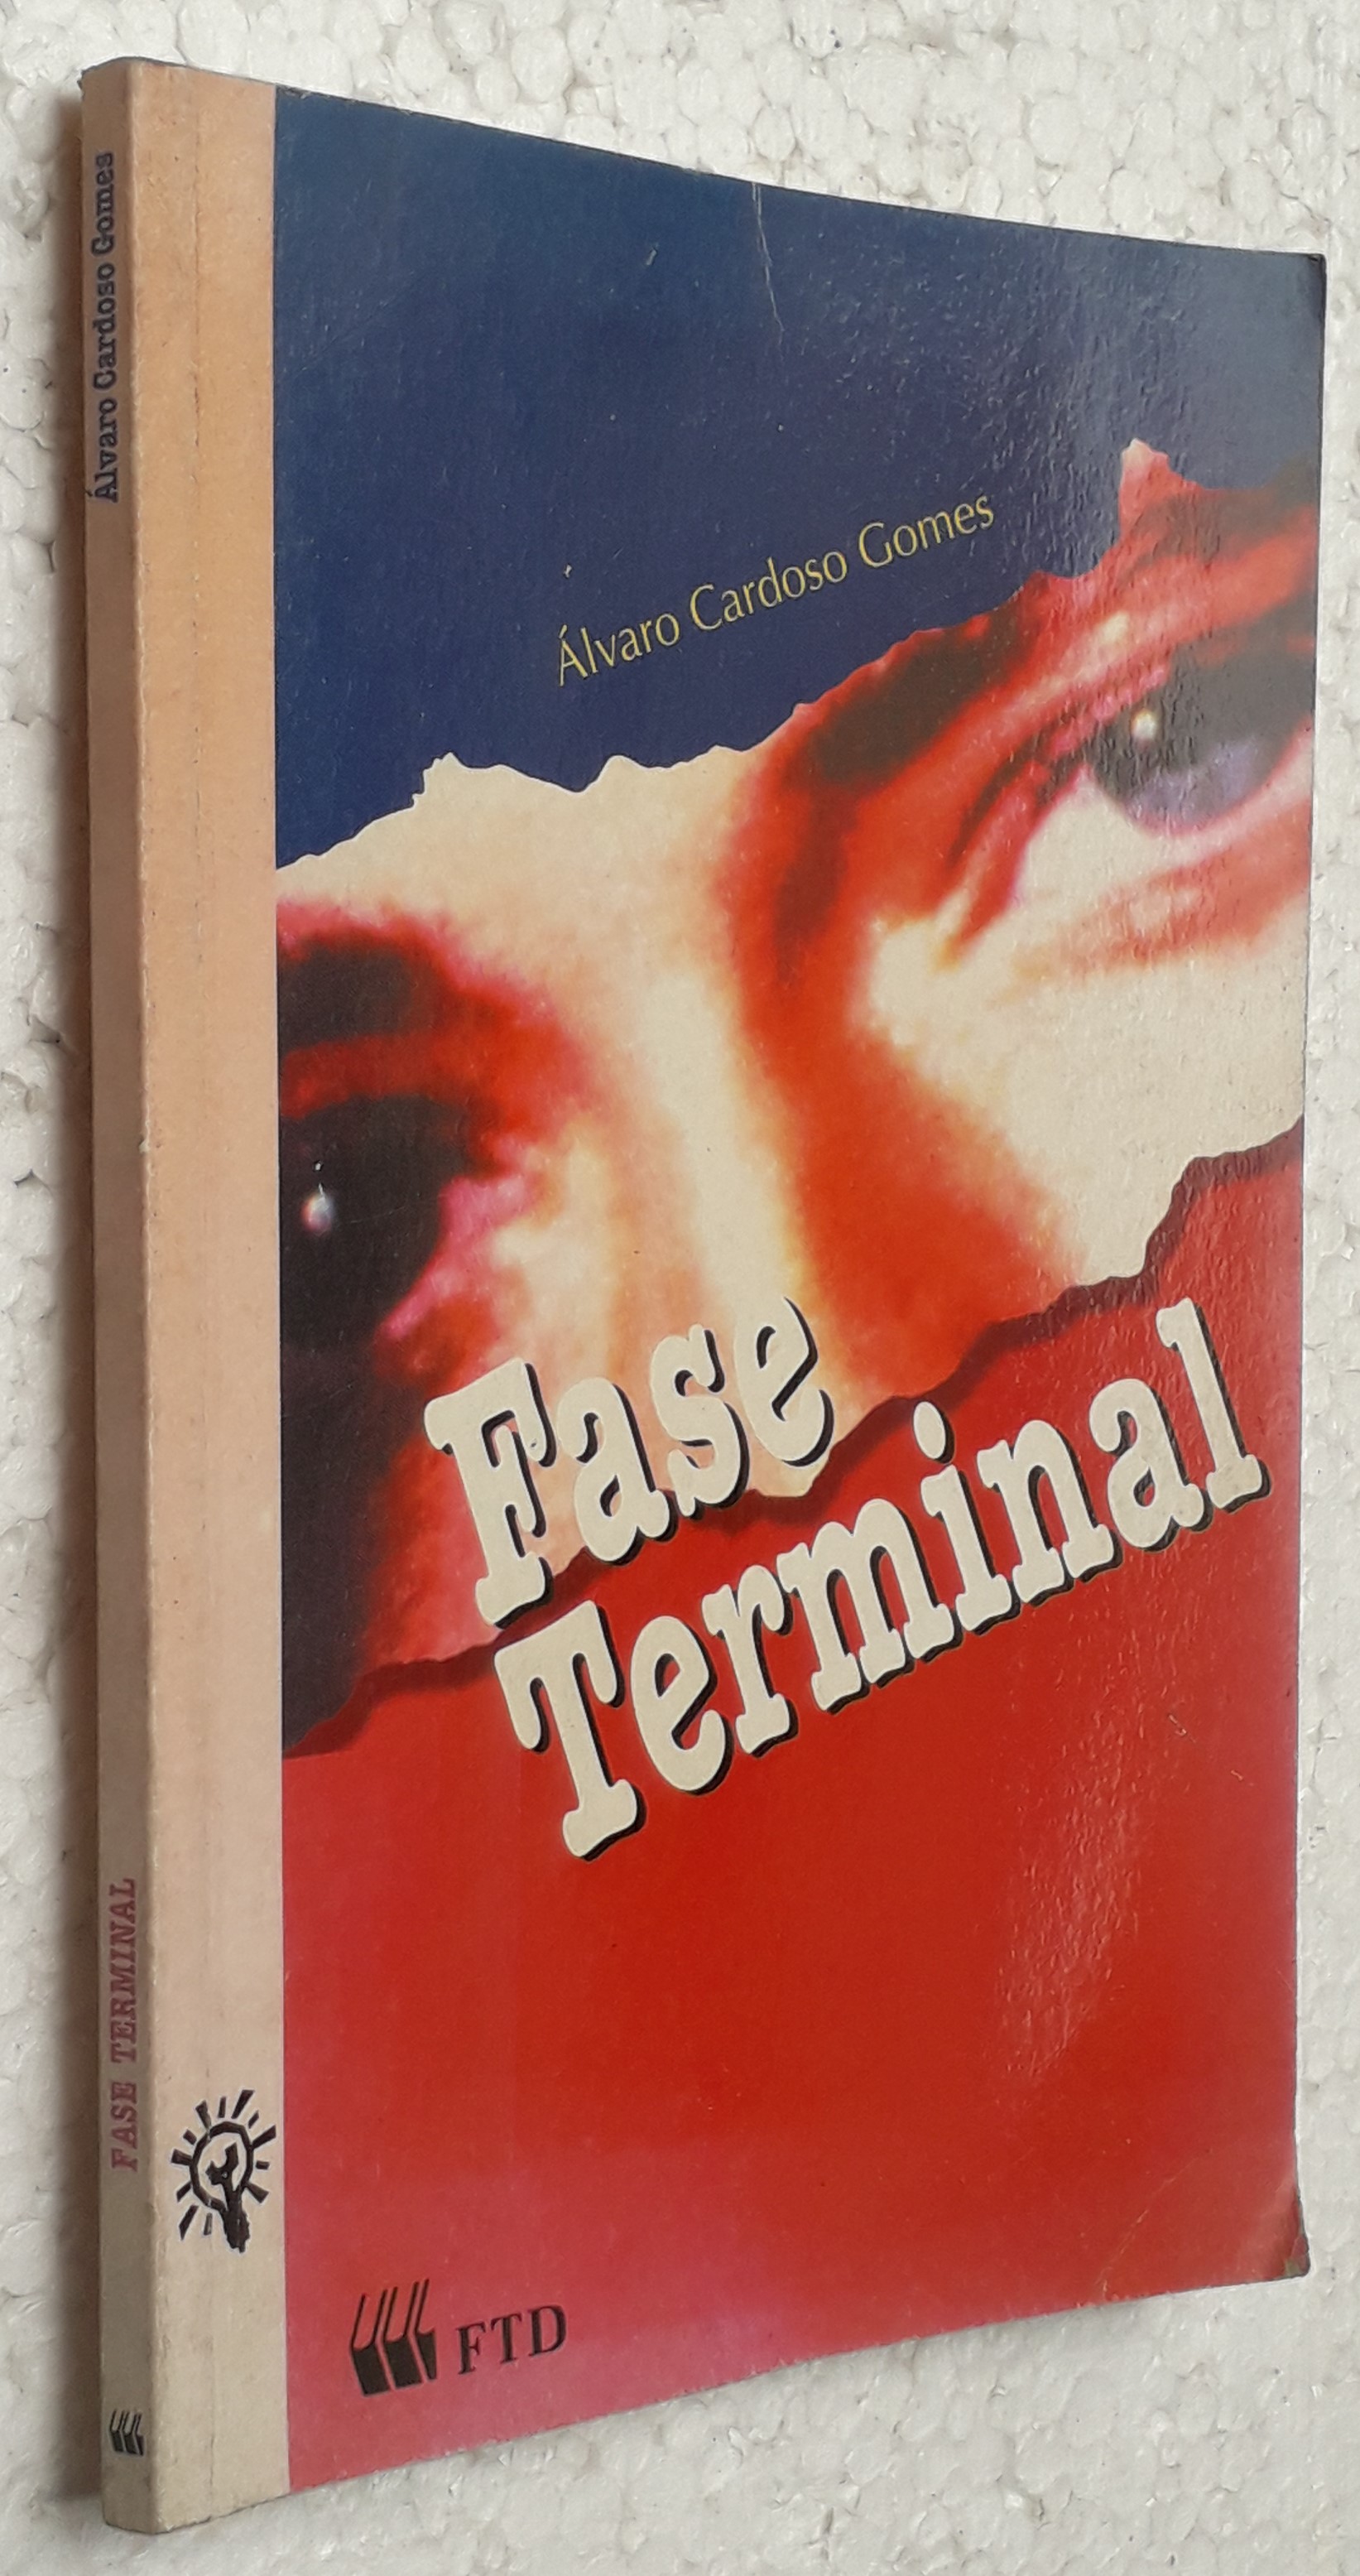 Álvaro Cardoso Gomes
FASE TERMINAL
Álvaro Cardoso Gomes
Fase
Terminal
FTD